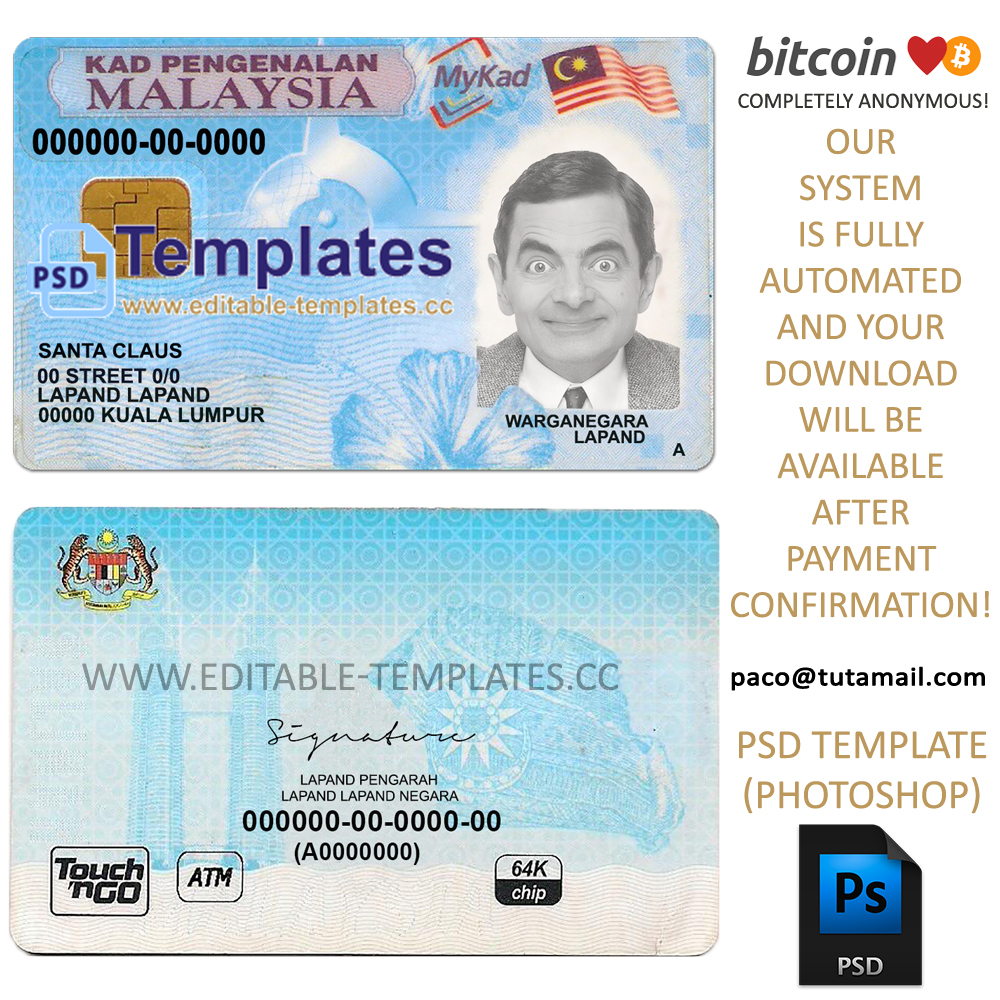 KAD PENGENALAN
MALAYSIA
MyKad
000000-00-0000
PSD
Templates
www.editable-templates.cc
SANTA CLAUS
00 STREET 0/0
LAPAND LAPAND
00000 KUALA LUMPUR
WARGANEGARA
LAPAND
A
WWW.EDITABLE-TEMPLATES.CC
Signature
LAPAND PENGARAH
LAPAND LAPAND NEGARA
000000-00-0000-00
(A0000000)
Touch
'nGO
ATM
64K
chip
bitcoin
COMPLETELY ANONYMOUS!
OUR
SYSTEM
IS FULLY
AUTOMATED
AND YOUR
DOWNLOAD
WILL BE
AVAILABLE
AFTER
PAYMENT
CONFIRMATION!
paco@tutamail.com
PSD TEMPLATE
(PHOTOSHOP)
Ps
PSD